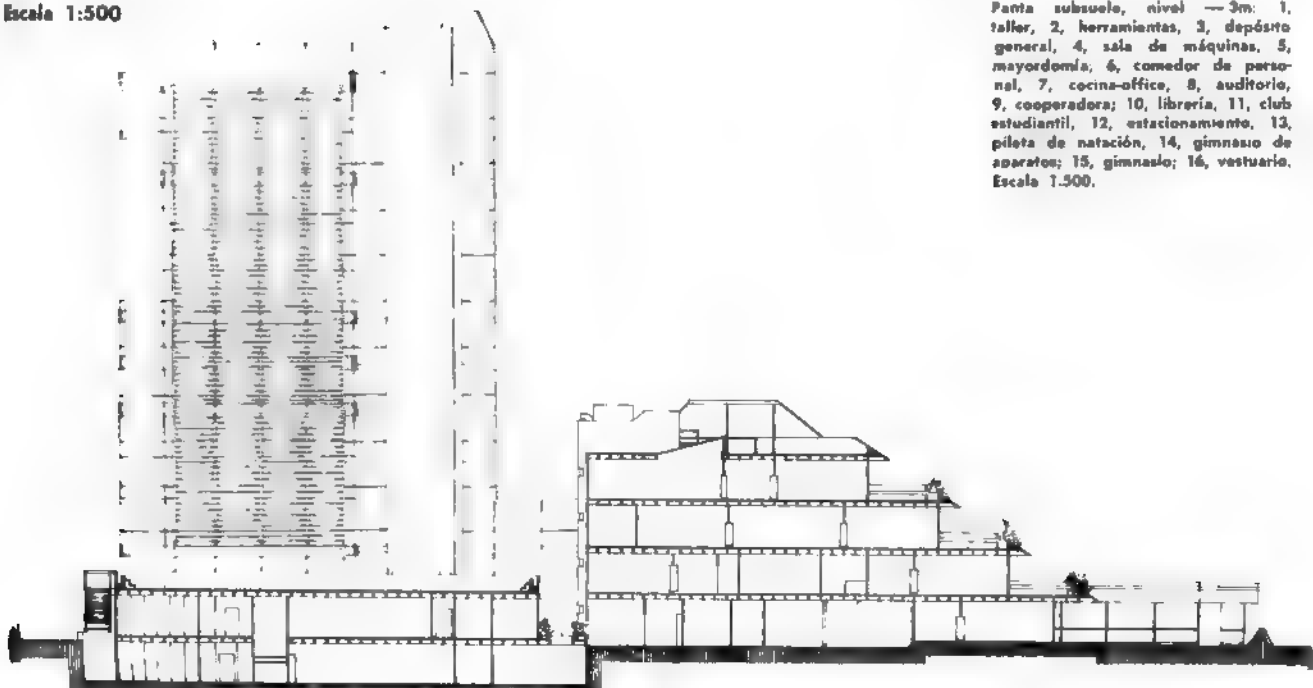 Escala 1:500
Panta subsuelo, nivel — 3m: 1,
taller, 2, herramientas, 3, depósito
general, 4, sala de máquinas, 5,
mayordomía; 6, comedor de perso-
nal, 7, cocina-office, 8, auditorio,
9, cooperadora; 10, librería, 11, club
estudiantil, 12, estacionamiento, 13,
pileta de natación, 14, gimnasio de
aparatos; 15, gimnasio; 16, vestuario.
Escala 1.500.